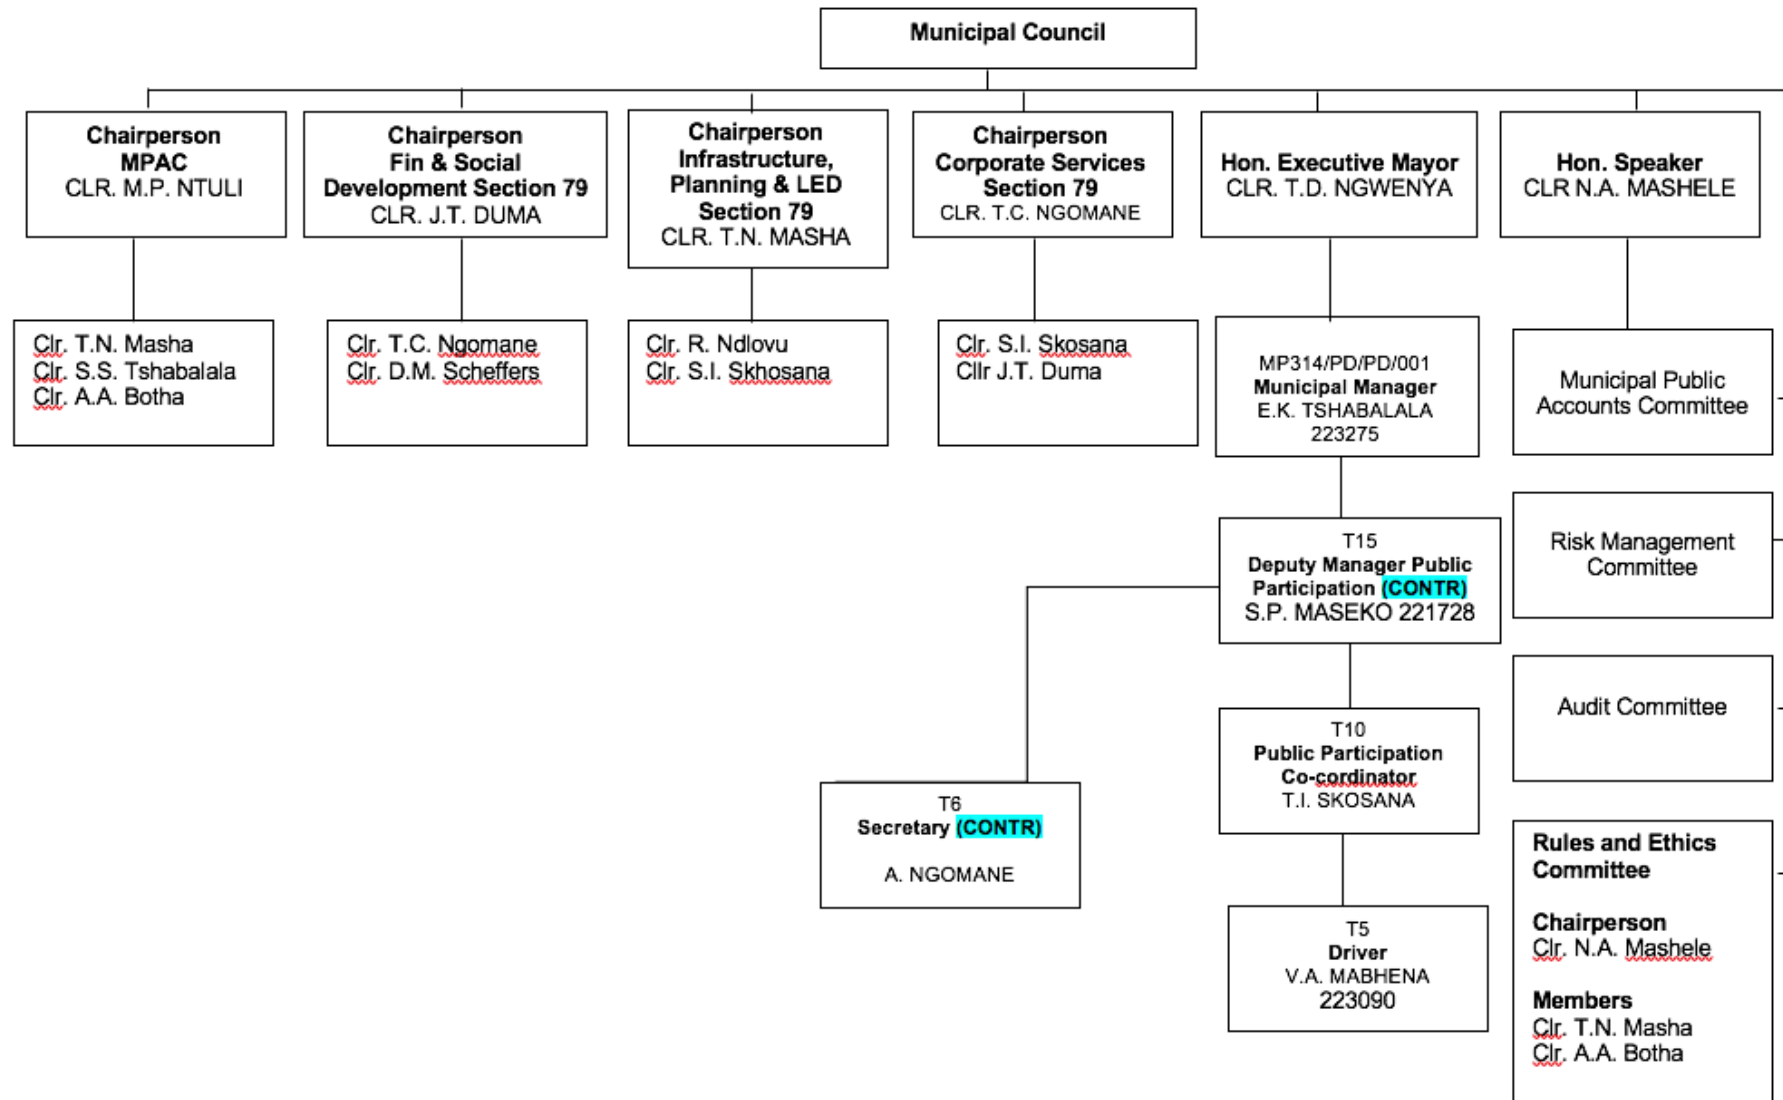 Municipal Council
Chairperson
MPAC
CLR. M.P. NTULI
Chairperson
Fin & Social
Development Section 79
CLR. J.T. DUMA
Chairperson
Infrastructure,
Planning & LED
Section 79
CLR. T.N. MASHA
Chairperson
Corporate Services
Section 79
CLR. T.C. NGOMANE
Hon. Executive Mayor
CLR. T.D. NGWENYA
Hon. Speaker
CLR N.A. MASHELE
Clr. T.N. Masha
Clr. S.S. Tshabalala
Clr. A.A. Botha
Clr. T.C. Ngomane
Clr. D.M. Scheffers
Clr. R. Ndlovu
Clr. S.I. Skhosana
Clr. S.I. Skosana
Cllr J.T. Duma
MP314/PD/PD/001
Municipal Manager
E.K. TSHABALALA
223275
Municipal Public
Accounts Committee
T15
Deputy Manager Public
Participation (CONTR)
S.P. MASEKO 221728
Risk Management
Committee
T10
Public Participation
Co-cordinator
T.I. SKOSANA
Audit Committee
T6
Secretary (CONTR)
A. NGOMANE
T5
Driver
V.A. MABHENA
223090
Rules and Ethics
Committee
Chairperson
Clr. N.A. Mashele
Members
Clr. T.N. Masha
Clr. A.A. Botha